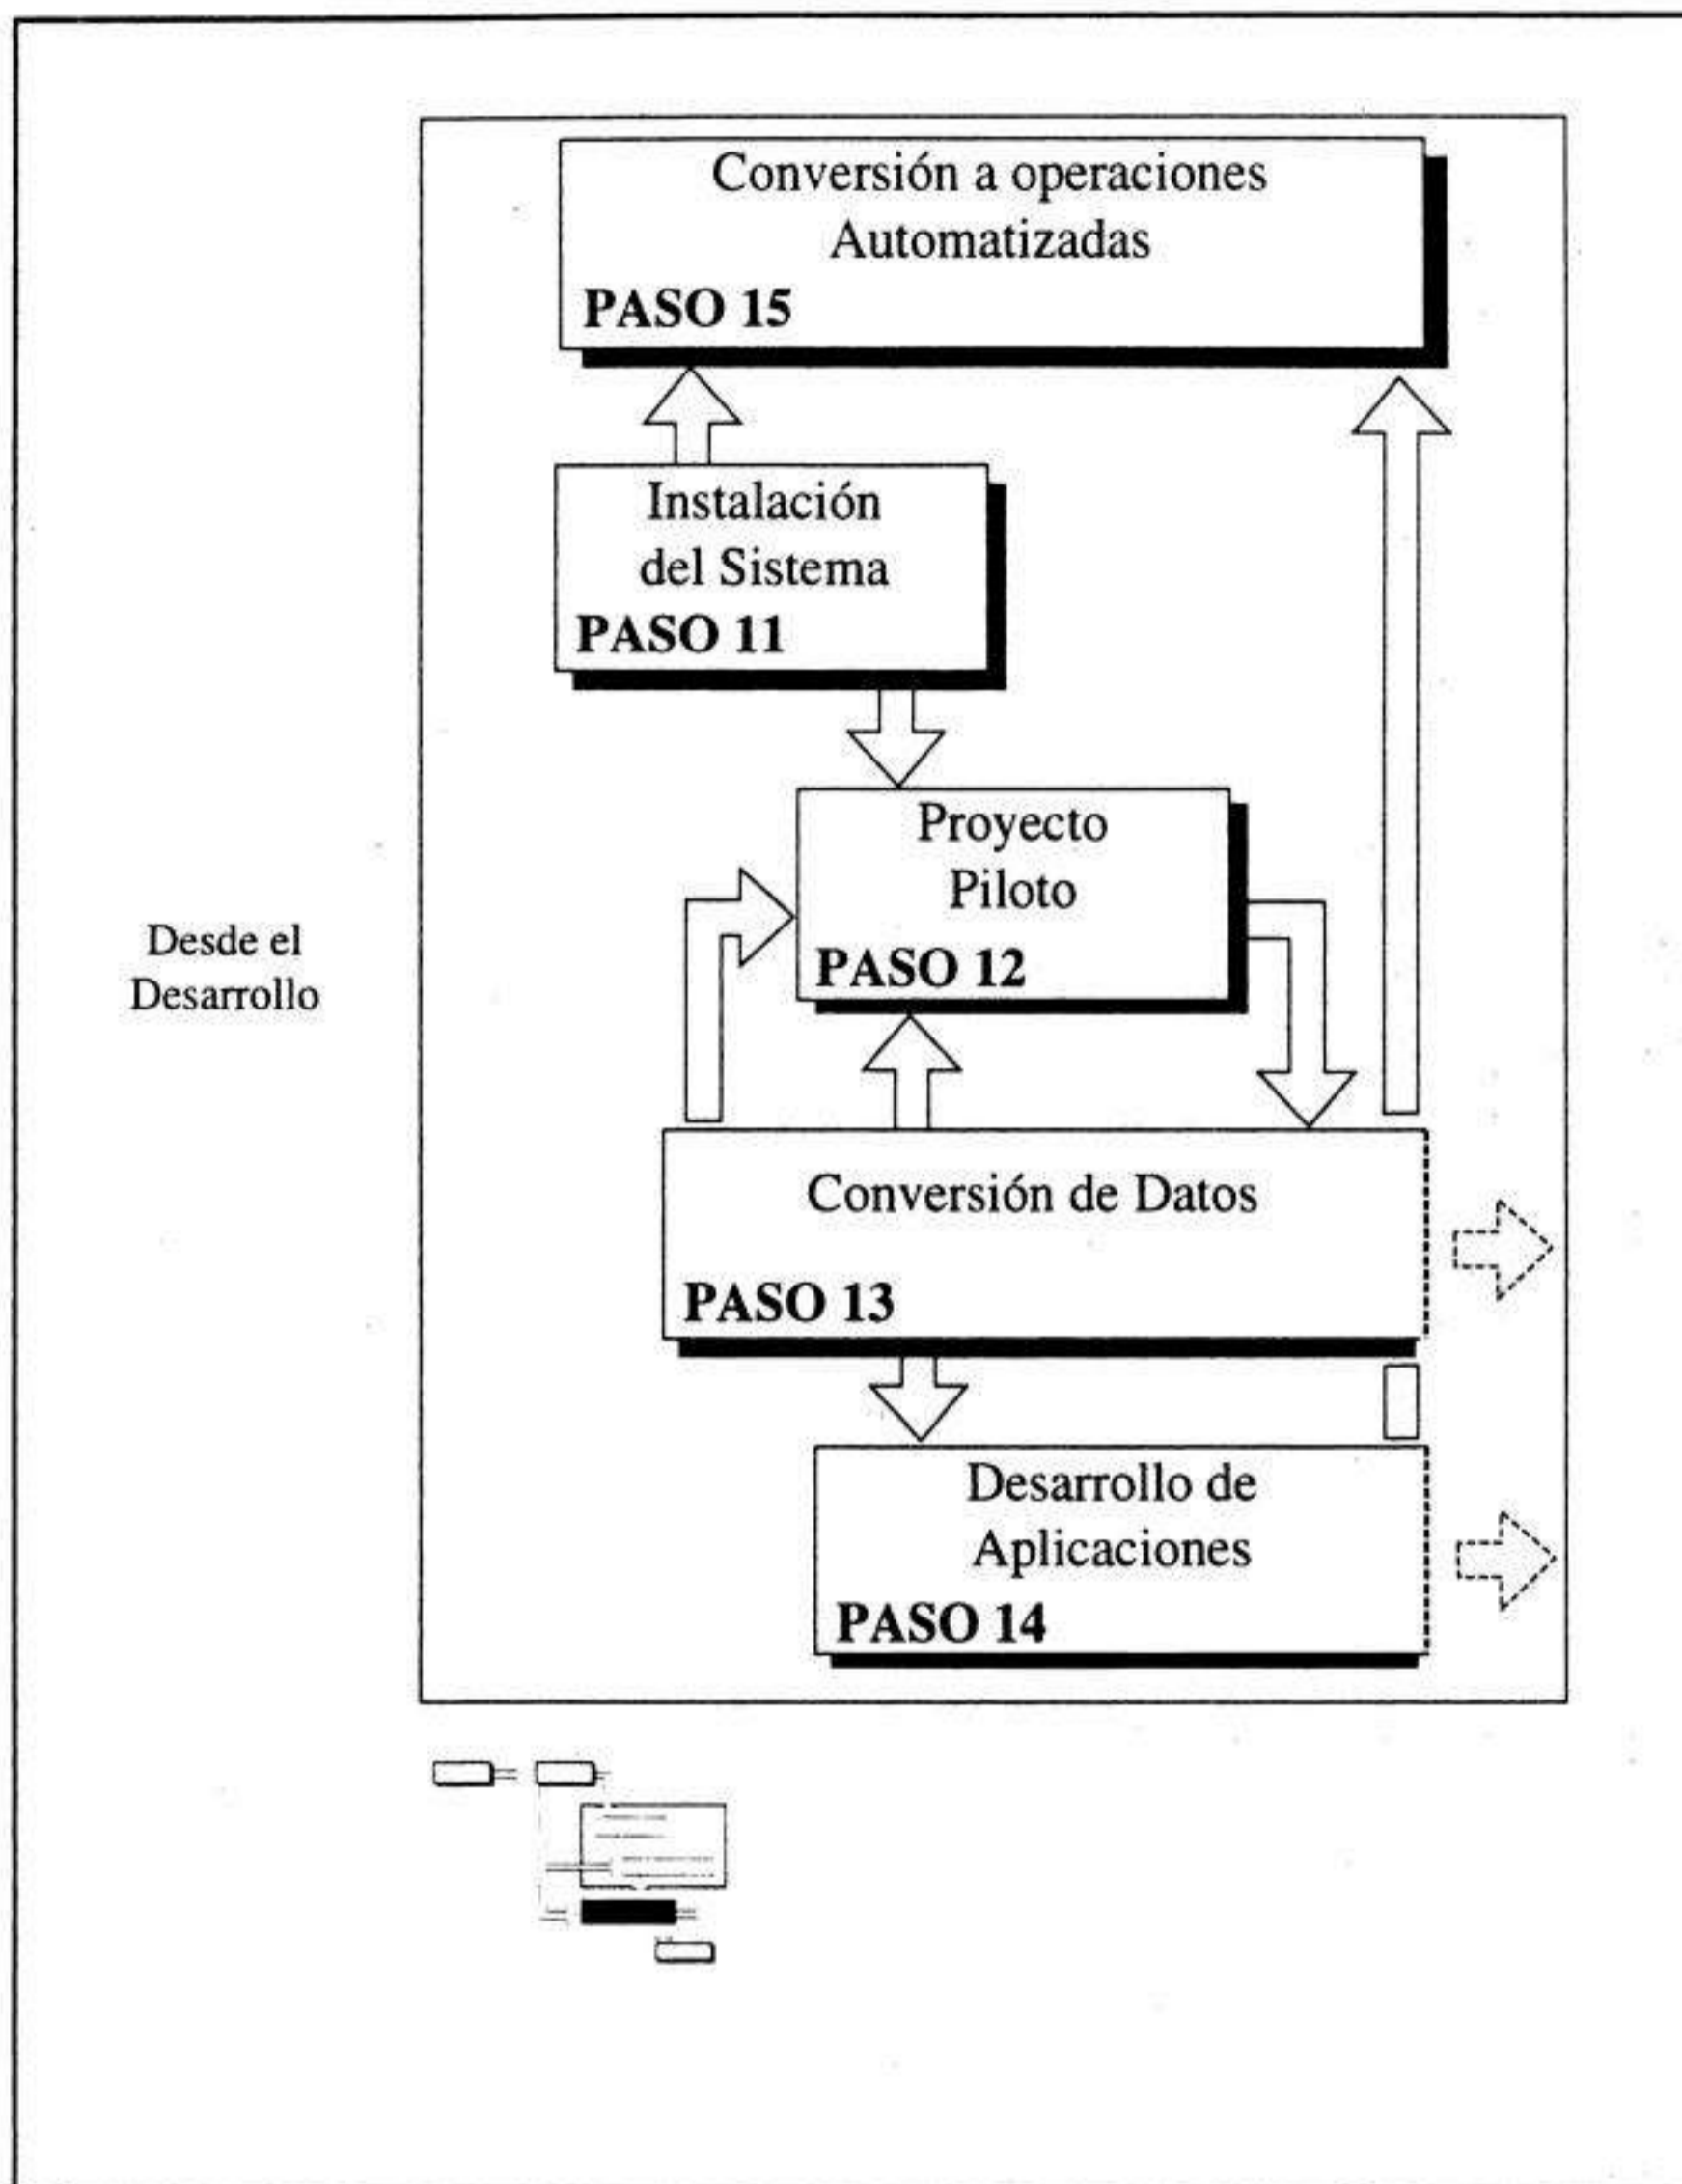 Conversión a operaciones
Automatizadas
PASO 15
Instalación
del Sistema
PASO 11
Proyecto
Piloto
PASO 12
Desde el
Desarrollo
Conversión de Datos
PASO 13
Desarrollo de
Aplicaciones
PASO 14